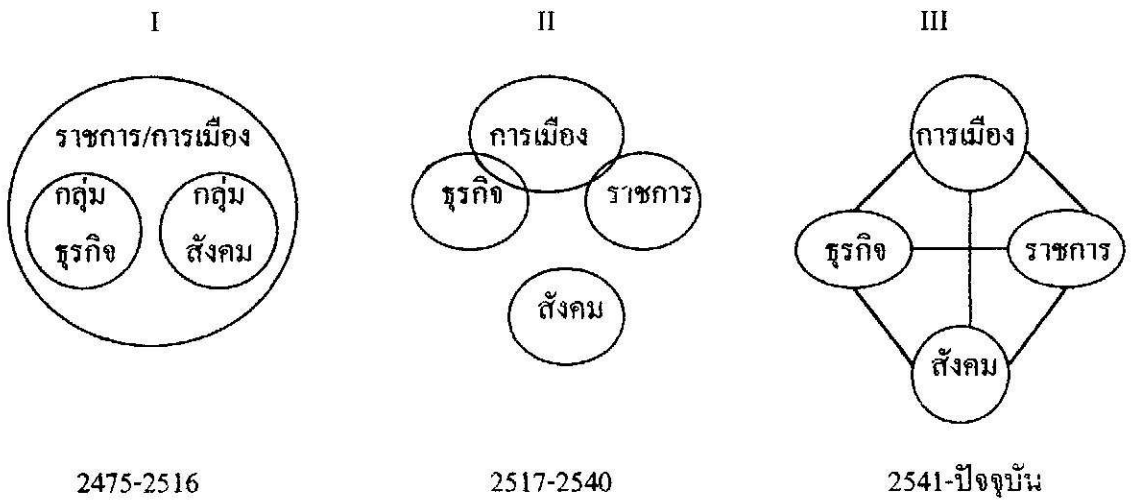 I II III
ราชการ/การเมือง
กลุ่ม กลุ่ม
ธุรกิจ สังคม
การเมือง
ธุรกิจ ราชการ
สังคม
การเมือง
ธุรกิจ ราชการ
สังคม
2475-2516 2517-2540 2541-ปัจจุบัน